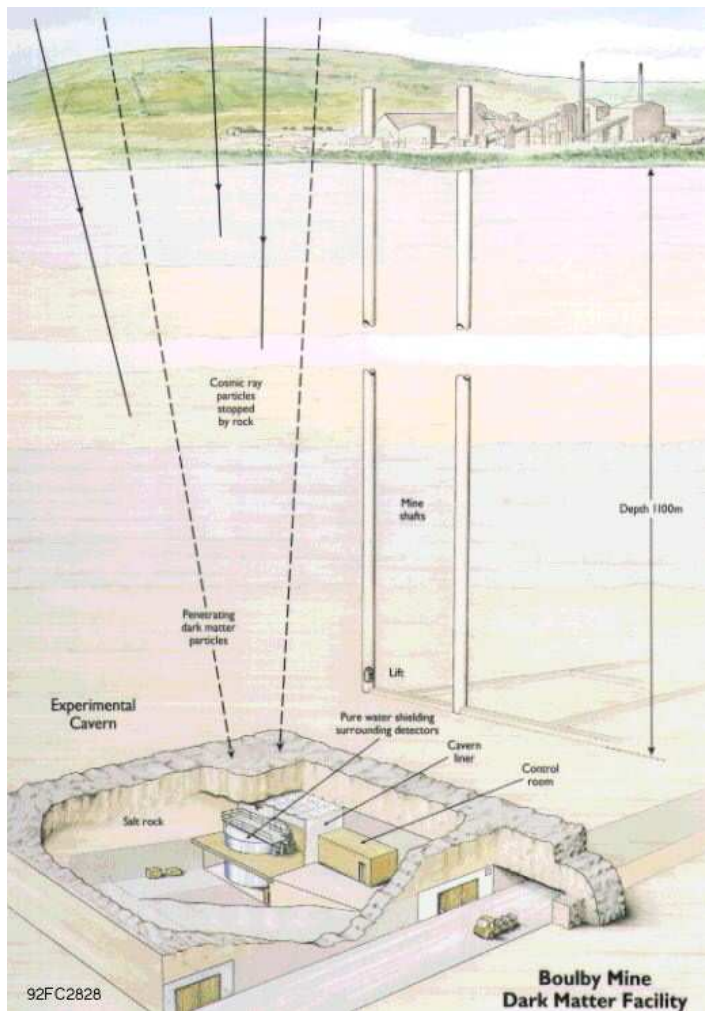 Cosmic ray
particles
stopped
by rock
Mine
shafts
Depth 1100m
Penetrating
dark matter
particles
Lift
Experimental
Cavern
Pure water shielding
surrounding detectors
Cavern
liner
Control
room
Salt rock
92FC2828
Boulby Mine
Dark Matter Facility